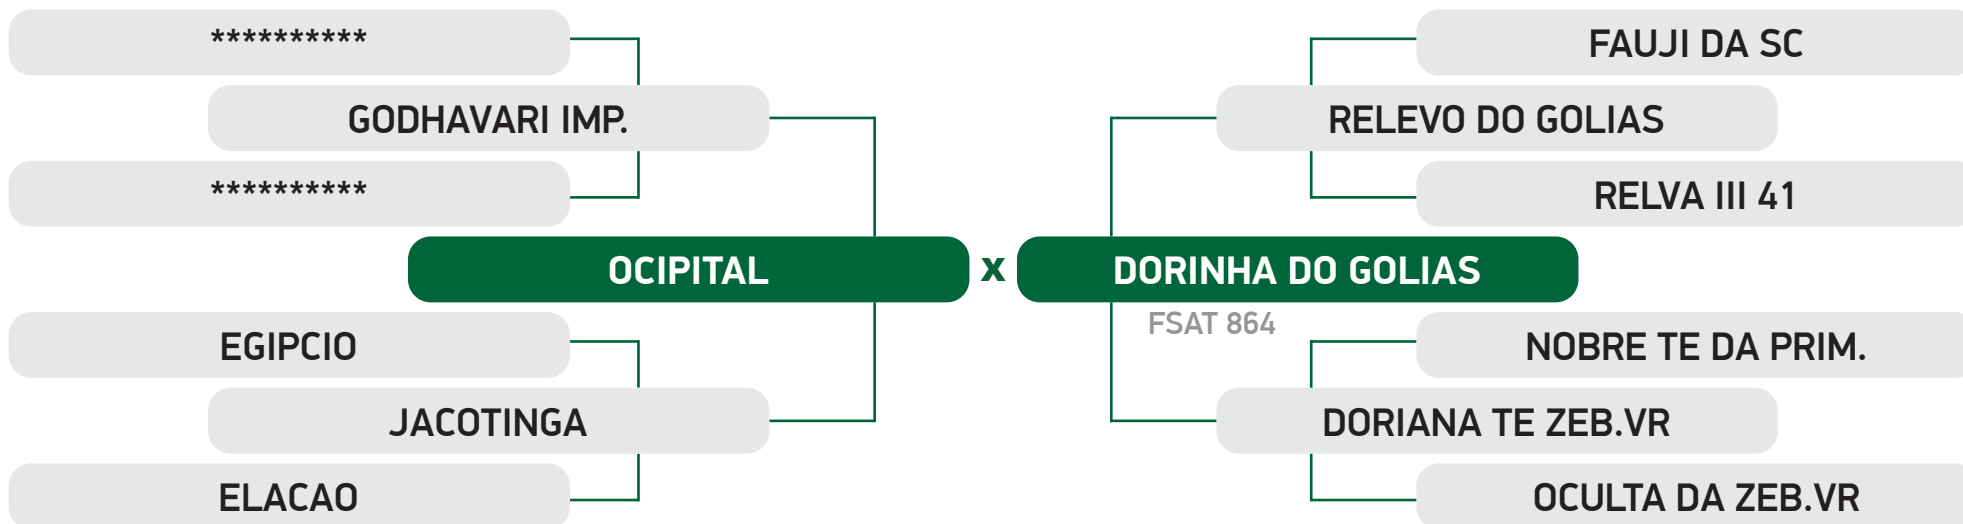 ********** 
FAUJI DA SC
GODHAVARI IMP.
RELEVO DO GOLIAS
**********
RELVA III 41
OCIPITAL x DORINHA DO GOLIAS
FSAT 864
EGIPCIO
NOBRE TE DA PRIM.
JACOTINGA
DORIANA TE ZEB.VR
ELACAO
OCULTA DA ZEB.VR